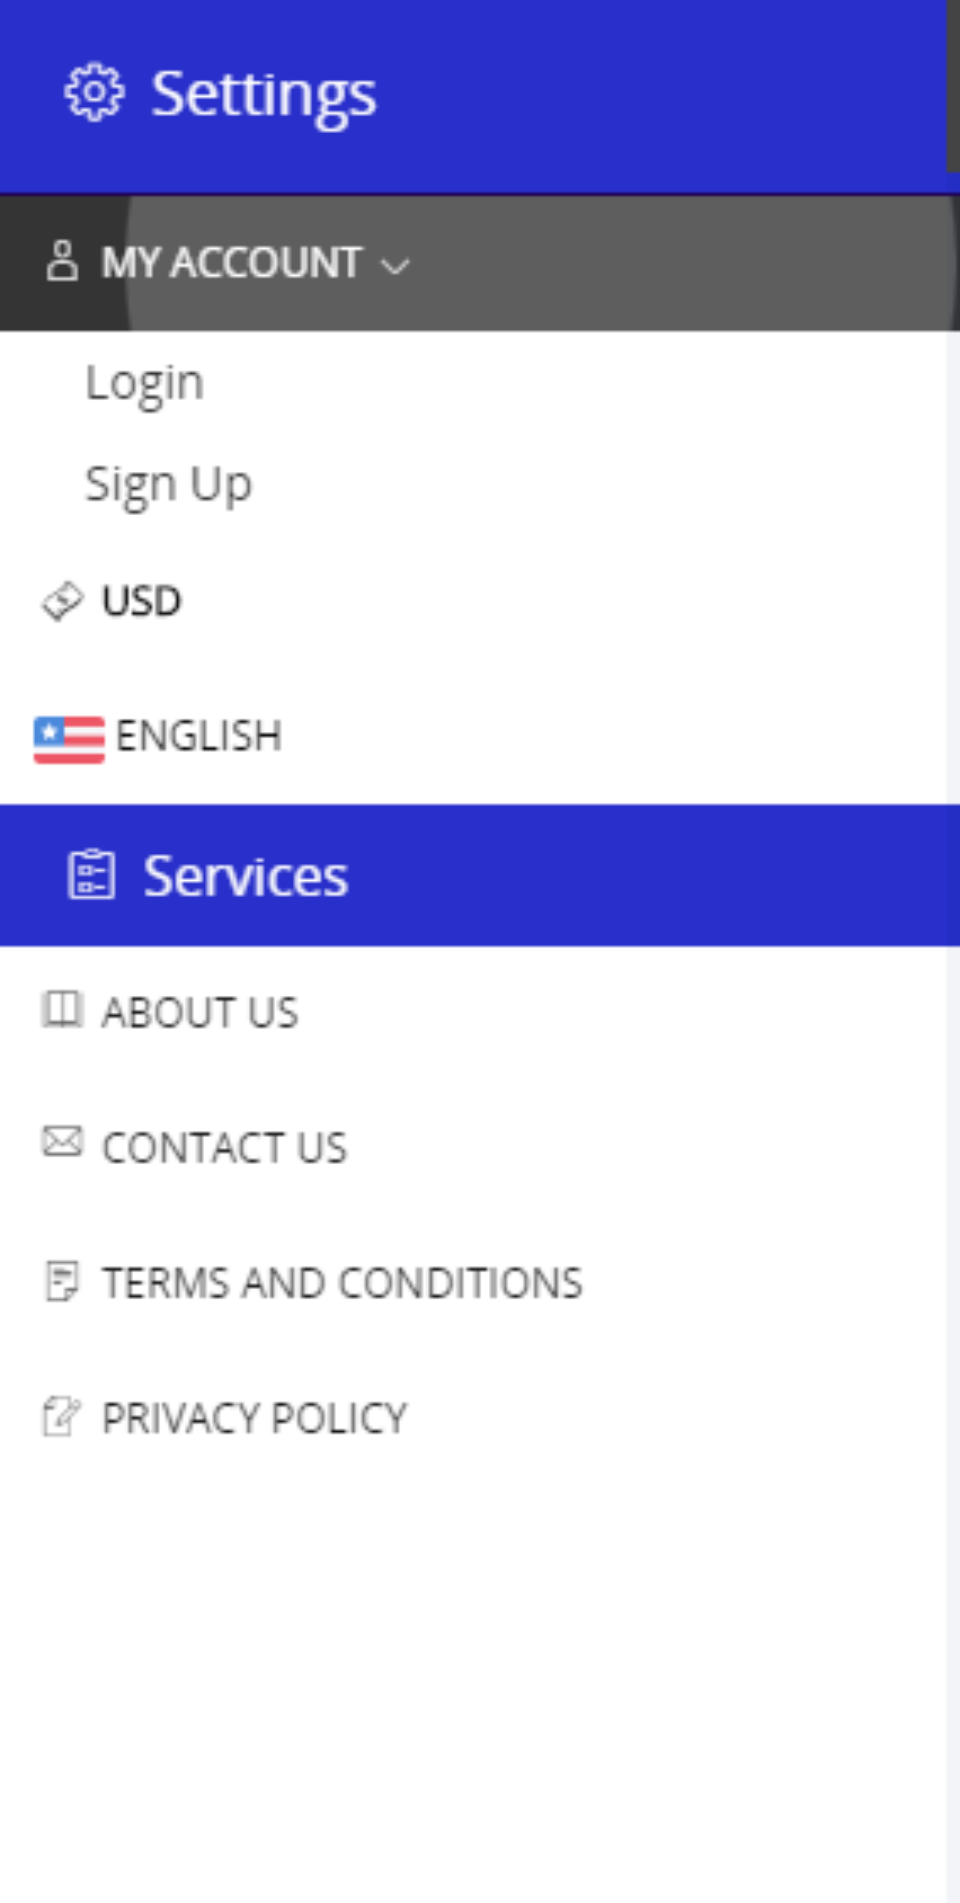 Settings
MY ACCOUNT
Login
Sign Up
USD
ENGLISH
Services
ABOUT US
CONTACT US
TERMS AND CONDITIONS
PRIVACY POLICY